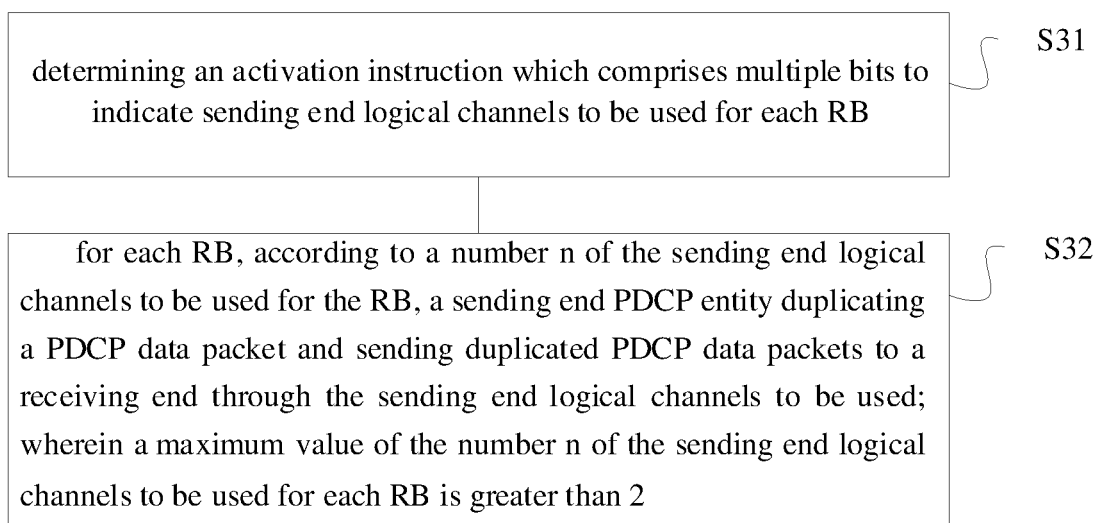 determining an activation instruction which comprises multiple bits to
indicate sending end logical channels to be used for each RB
S31
for each RB, according to a number n of the sending end logical
channels to be used for the RB, a sending end PDCP entity duplicating
a PDCP data packet and sending duplicated PDCP data packets to a
receiving end through the sending end logical channels to be used;
wherein a maximum value of the number n of the sending end logical
channels to be used for each RB is greater than 2
S32